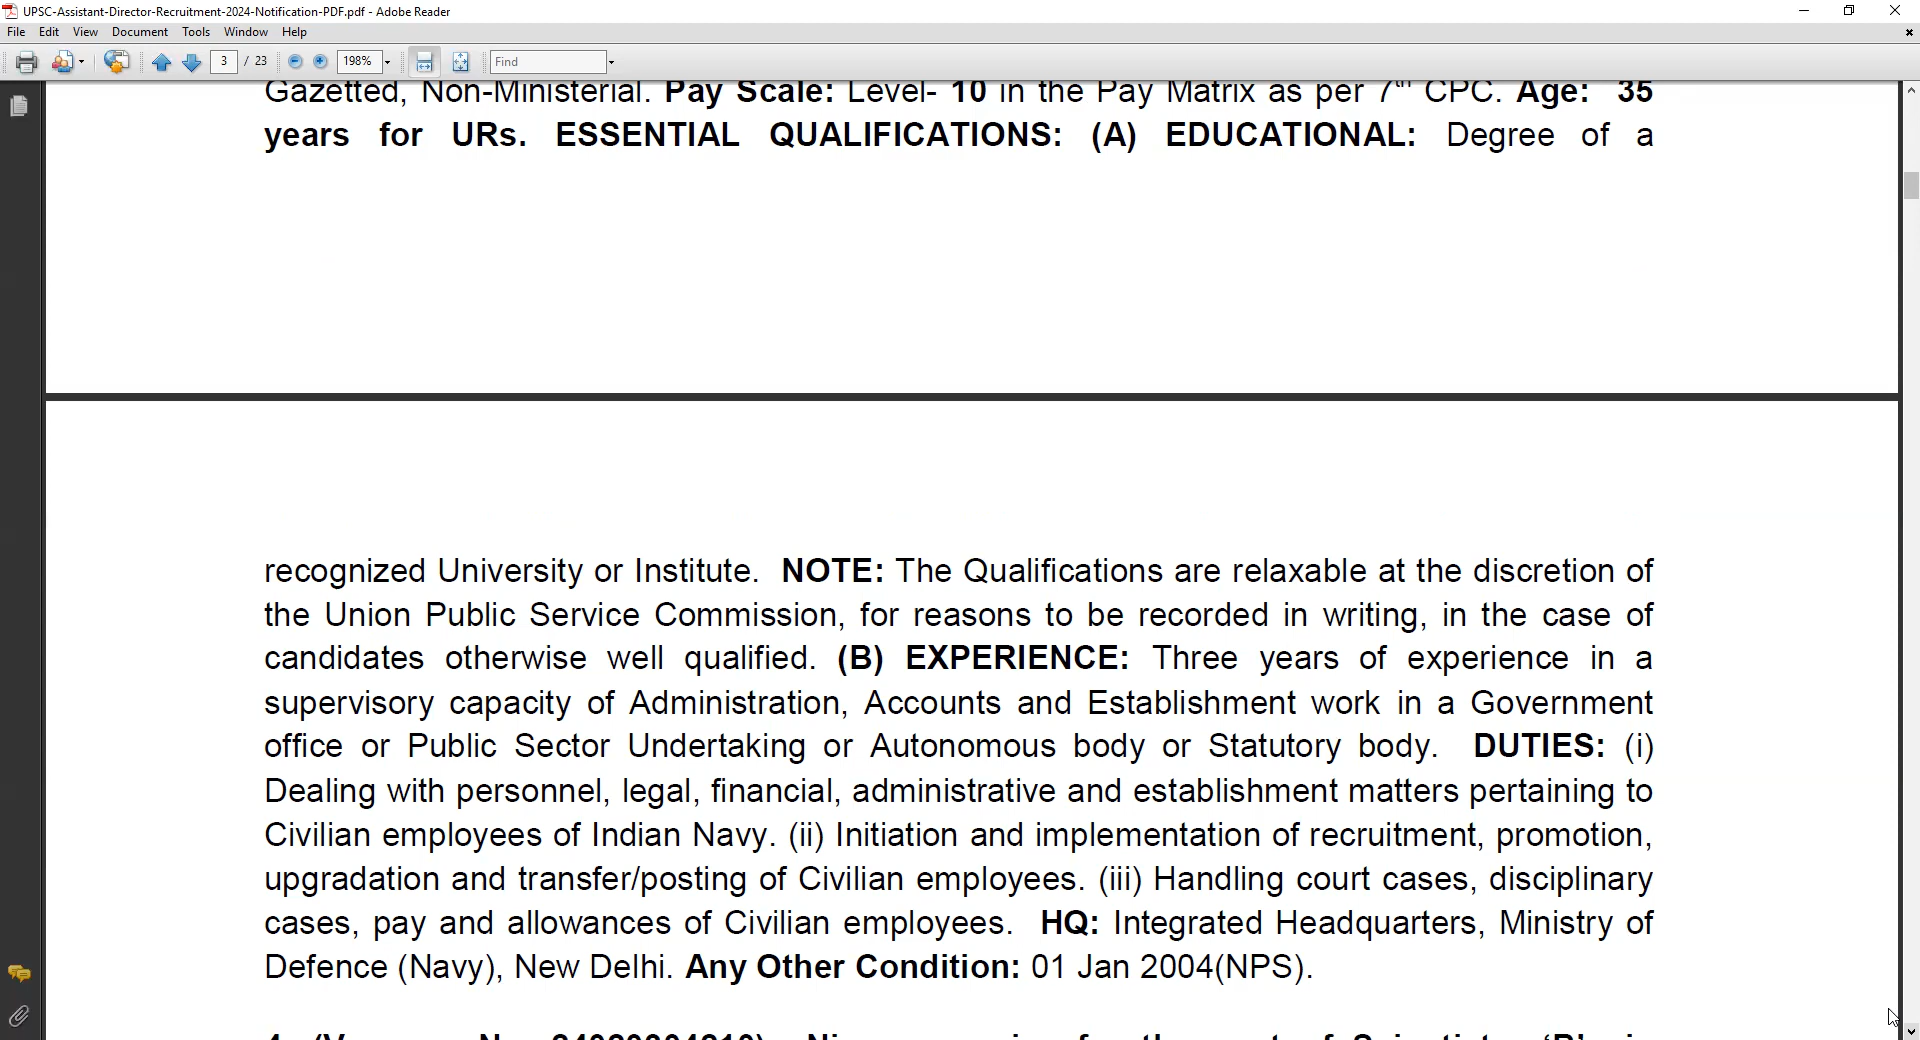 UPSC-Assistant-Director-Recruitment-2024-Notification-PDF.pdf - Adobe Reader
File Edit View Document Tools Window Help
3 / 23 198% Find
Gazetted, Non-Ministerial. Pay Scale: Level- 10 in the Pay Matrix as per 7th CPC. Age: 35
years for URs. ESSENTIAL QUALIFICATIONS: (A) EDUCATIONAL: Degree of a
recognized University or Institute. NOTE: The Qualifications are relaxable at the discretion of
the Union Public Service Commission, for reasons to be recorded in writing, in the case of
candidates otherwise well qualified. (B) EXPERIENCE: Three years of experience in a
supervisory capacity of Administration, Accounts and Establishment work in a Government
office or Public Sector Undertaking or Autonomous body or Statutory body. DUTIES: (i)
Dealing with personnel, legal, financial, administrative and establishment matters pertaining to
Civilian employees of Indian Navy. (ii) Initiation and implementation of recruitment, promotion,
upgradation and transfer/posting of Civilian employees. (iii) Handling court cases, disciplinary
cases, pay and allowances of Civilian employees. HQ: Integrated Headquarters, Ministry of
Defence (Navy), New Delhi. Any Other Condition: 01 Jan 2004(NPS).